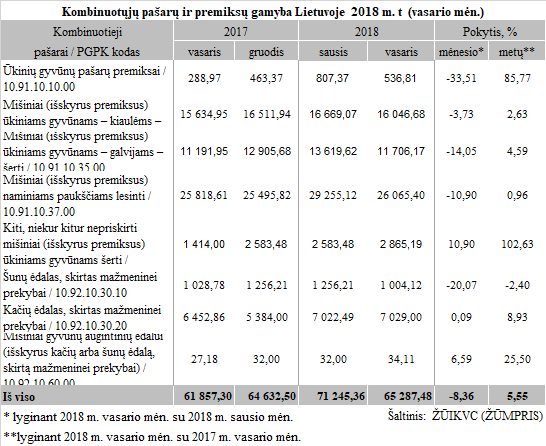 Kombinuotųjų pašarų ir premiksų gamyba Lietuvoje 2018 m. t (vasario mėn.)
Kombinuotieji 2017 2018 Pokytis, %
pašarai / PGPK kodas vasaris gruodis sausis vasaris mėnesio* metų**
Ūkinių gyvūnų pašarų premiksai /
10.91.10.10.00 288,97 463,37 807,37 536,81 -33,51 85,77
Mišiniai (išskyrus premiksus)
ūkiniams gyvūnams – kiaulėms – 15 634,95 16 511,94 16 669,07 16 046,68 -3,73 2,63
Mišiniai (išskyrus premiksus)
ūkiniams gyvūnams – galvijams – 11 191,95 12 905,68 13 619,62 11 706,17 -14,05 4,59
šerti / 10.91.10.35.00
Mišiniai (išskyrus premiksus)
naminiams paukščiams lesinti / 25 818,61 25 495,82 29 255,12 26 065,40 -10,90 0,96
10.91.10.37.00
Kiti, niekur kitur nepriskirti
mišiniai (išskyrus premiksus) 1 414,00 2 583,48 2 583,48 2 865,19 10,90 102,63
ūkiniams gyvūnams šerti /
Šunų ėdalas, skirtas mažmeninei
prekybai / 10.92.10.30.10 1 028,78 1 256,21 1 256,21 1 004,12 -20,07 -2,40
Kačių ėdalas, skirtas mažmeninei
prekybai / 10.92.10.30.20 6 452,86 5 384,00 7 022,49 7 029,00 0,09 8,93
Mišiniai gyvūnų augintinių ėdalui
(išskyrus kačių arba šunų ėdalą,
skirtą mažmeninei prekybai) / 27,18 32,00 32,00 34,11 6,59 25,50
10.92.10.60.00
Iš viso 61 857,30 64 632,50 71 245,36 65 287,48 -8,36 5,55
* lyginant 2018 m. vasario mėn. su 2018 m. sausio mėn. Šaltinis: ŽŪIKVC (ŽŪMPRIS)
**lyginant 2018 m. vasario mėn. su 2017 m. vasario mėn.